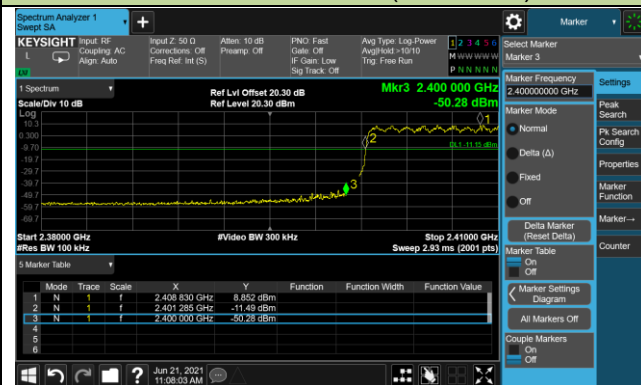 Spectrum Analyzer 1
Swept SA
+
Marker
KEYSIGHT
L
Input: RF
Coupling: AC
Align: Auto
Input Z: 50 Ω
Corrections: Off
Freq Ref: Int (S)
Atten: 10 dB
Preamp: Off
PNO: Fast
Gate: Off
IF Gain: Low
Sig Track: Off
Avg Type: Log-Power
Avg|Hold:>10/10
Trig: Free Run
1 2 3 4 5 6
M W W W W W
P N N N N N
Select Marker
Marker 3
1 Spectrum
Scale/Div 10 dB
Ref Lvl Offset 20.30 dB
Ref Level 20.30 dBm
Mkr3 2.400 000 GHz
-50.28 dBm
Log
10.3
0.300
-9.70
-19.7
-29.7
-39.7
-49.7
-59.7
-69.7
1
2
3
DL1 -11.15 dBm
Start 2.38000 GHz
#Res BW 100 kHz
#Video BW 300 kHz
Stop 2.41000 GHz
Sweep 2.93 ms (2001 pts)
5 Marker Table
Mode Trace Scale X Y Function Function Width Function Value
1 N 1 f 2.408 830 GHz 8.852 dBm
2 N 1 f 2.401 285 GHz -11.49 dBm
3 N 1 f 2.400 000 GHz -50.28 dBm
4
5
6
Marker Frequency
2.400000000 GHz
Marker Mode
Normal
Delta (Δ)
Fixed
Off
Delta Marker
(Reset Delta)
Marker Table
On
Off
Marker Settings
Diagram
All Markers Off
Couple Markers
On
Off
Settings
Peak
Search
Pk Search
Config
Properties
Marker
Function
Marker→
Counter
?
Jun 21, 2021
11:08:03 AM